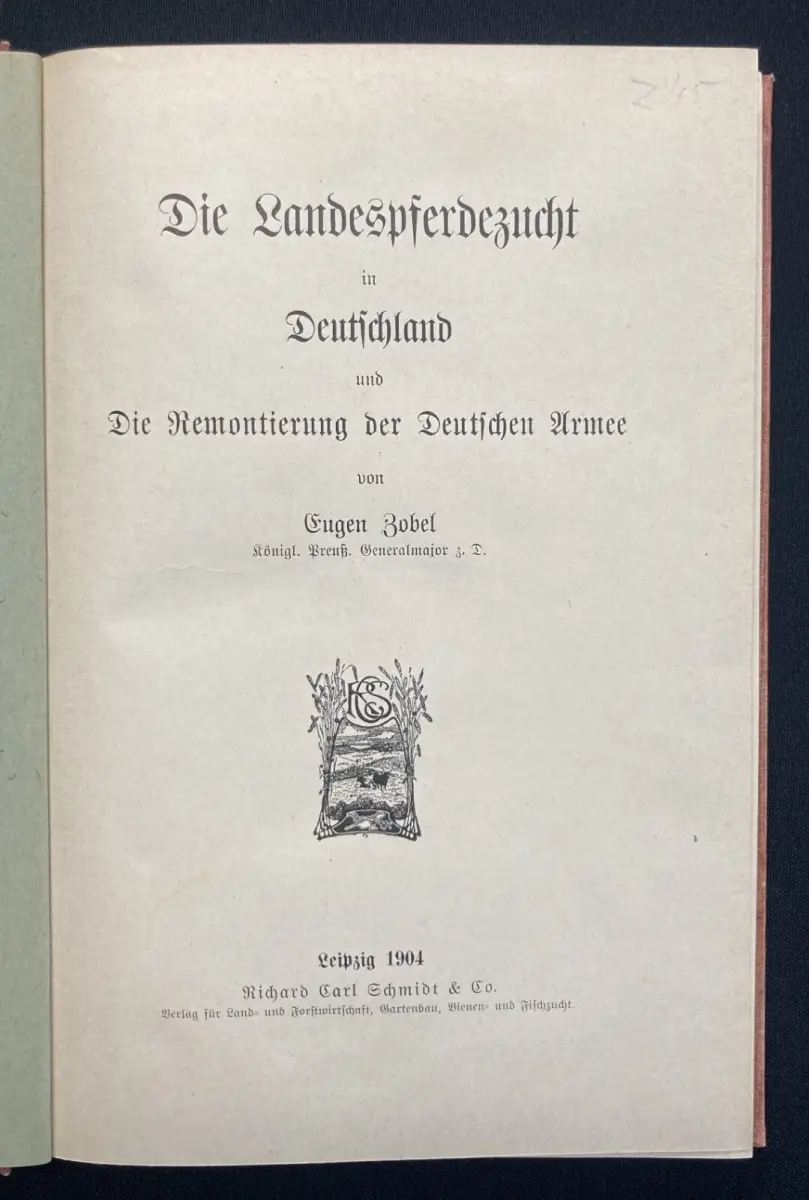 Die Landespferdezucht
in
Deutschland
und
Die Remontierung der Deutschen Armee
von
Eugen Zobel
Königl. Preuß. Generalmajor z. D.
RCS
Leipzig 1904
Richard Carl Schmidt & Co.
Verlag für Land- und Forstwirtschaft, Gartenbau, Bienen- und Fischzucht.